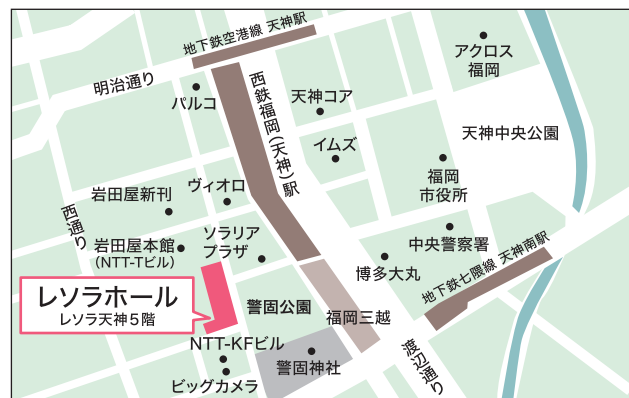 地下鉄空港線 天神駅
明治通り
パルコ
西鉄福岡(天神)駅
天神コア
イムズ
アクロス
福岡
天神中央公園
福岡
市役所
ヴィオロ
岩田屋新刊
西通り
岩田屋本館
(NTT-Tビル)
ソラリア
プラザ
中央警察署
博多大丸
地下鉄七隈線 天神南駅
レソラホール
レソラ天神5階
警固公園
福岡三越
NTT-KFビル
ビッグカメラ
警固神社
渡辺通り